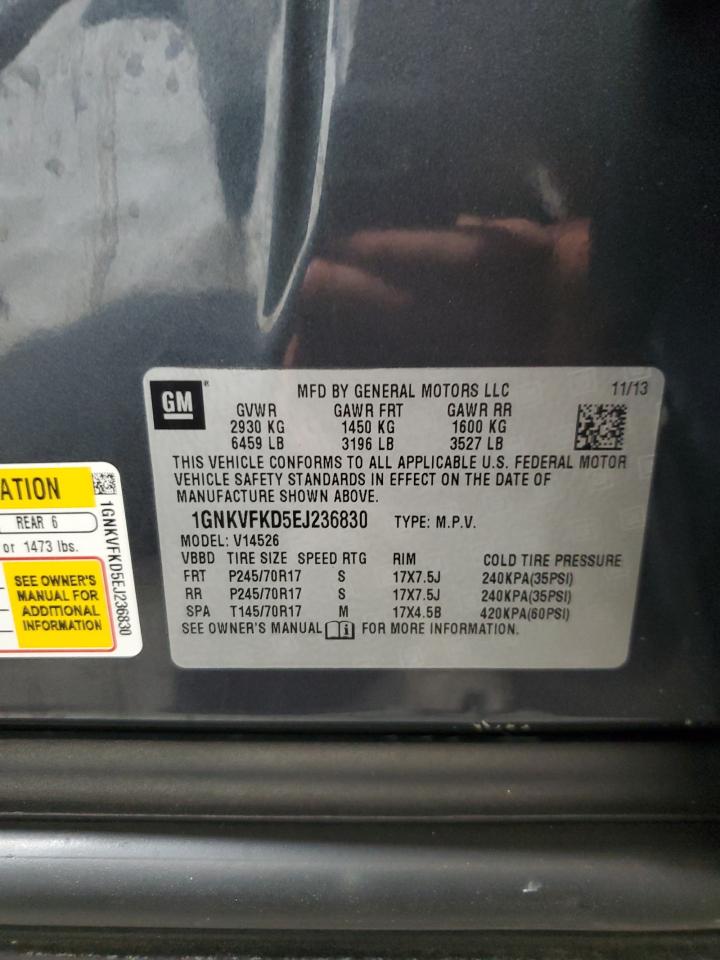 GM®
MFD BY GENERAL MOTORS LLC 11/13
GVWR GAWR FRT GAWR RR
2930 KG 1450 KG 1600 KG
6459 LB 3196 LB 3527 LB
THIS VEHICLE CONFORMS TO ALL APPLICABLE U.S. FEDERAL MOTOR
VEHICLE SAFETY STANDARDS IN EFFECT ON THE DATE OF
MANUFACTURE SHOWN ABOVE.
1GNKVFKD5EJ236830 TYPE: M.P.V.
MODEL: V14526
VBBD TIRE SIZE SPEED RTG RIM COLD TIRE PRESSURE
FRT P245/70R17 S 17X7.5J 240KPA(35PSI)
RR P245/70R17 S 17X7.5J 240KPA(35PSI)
SPA T145/70R17 M 17X4.5B 420KPA(60PSI)
SEE OWNER'S MANUAL FOR MORE INFORMATION.
ATION
REAR 6
or 1473 lbs.
SEE OWNER'S
MANUAL FOR
ADDITIONAL
INFORMATION
1GNKVFKD5EJ236830